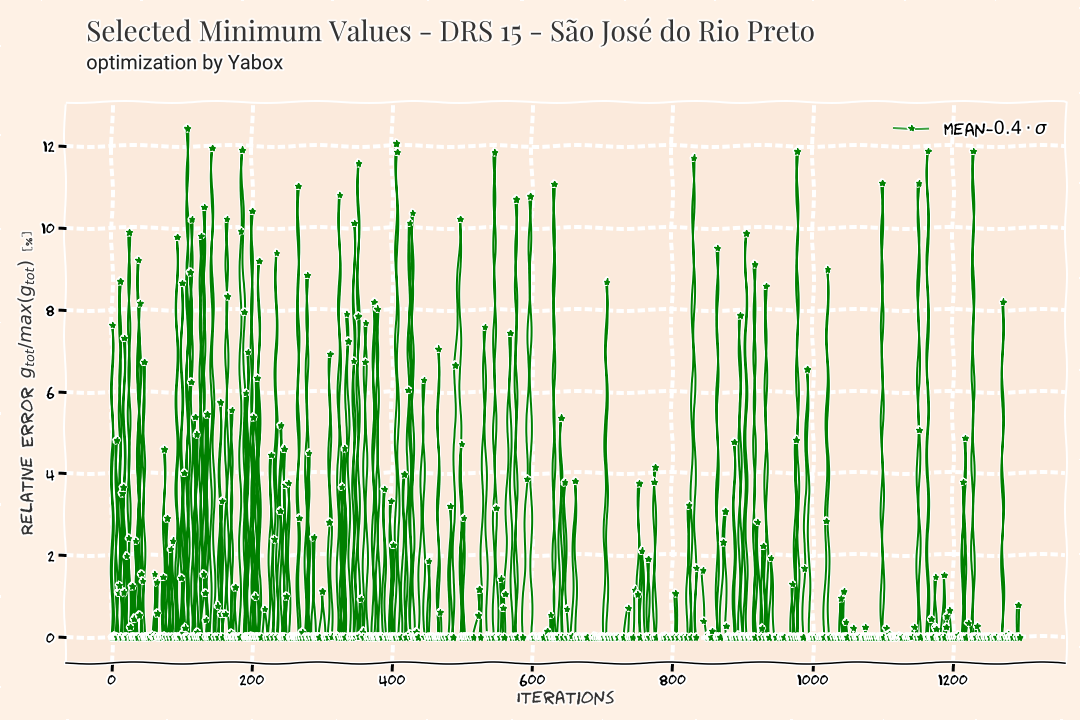 Selected Minimum Values - DRS 15 - São José do Rio Preto
optimization by Yabox
MEAN-0.4 · σ
12
10
8
6
4
2
0
RELATIVE ERROR g_tot/max(g_tot) [%]
0 200 400 600 800 1000 1200
ITERATIONS